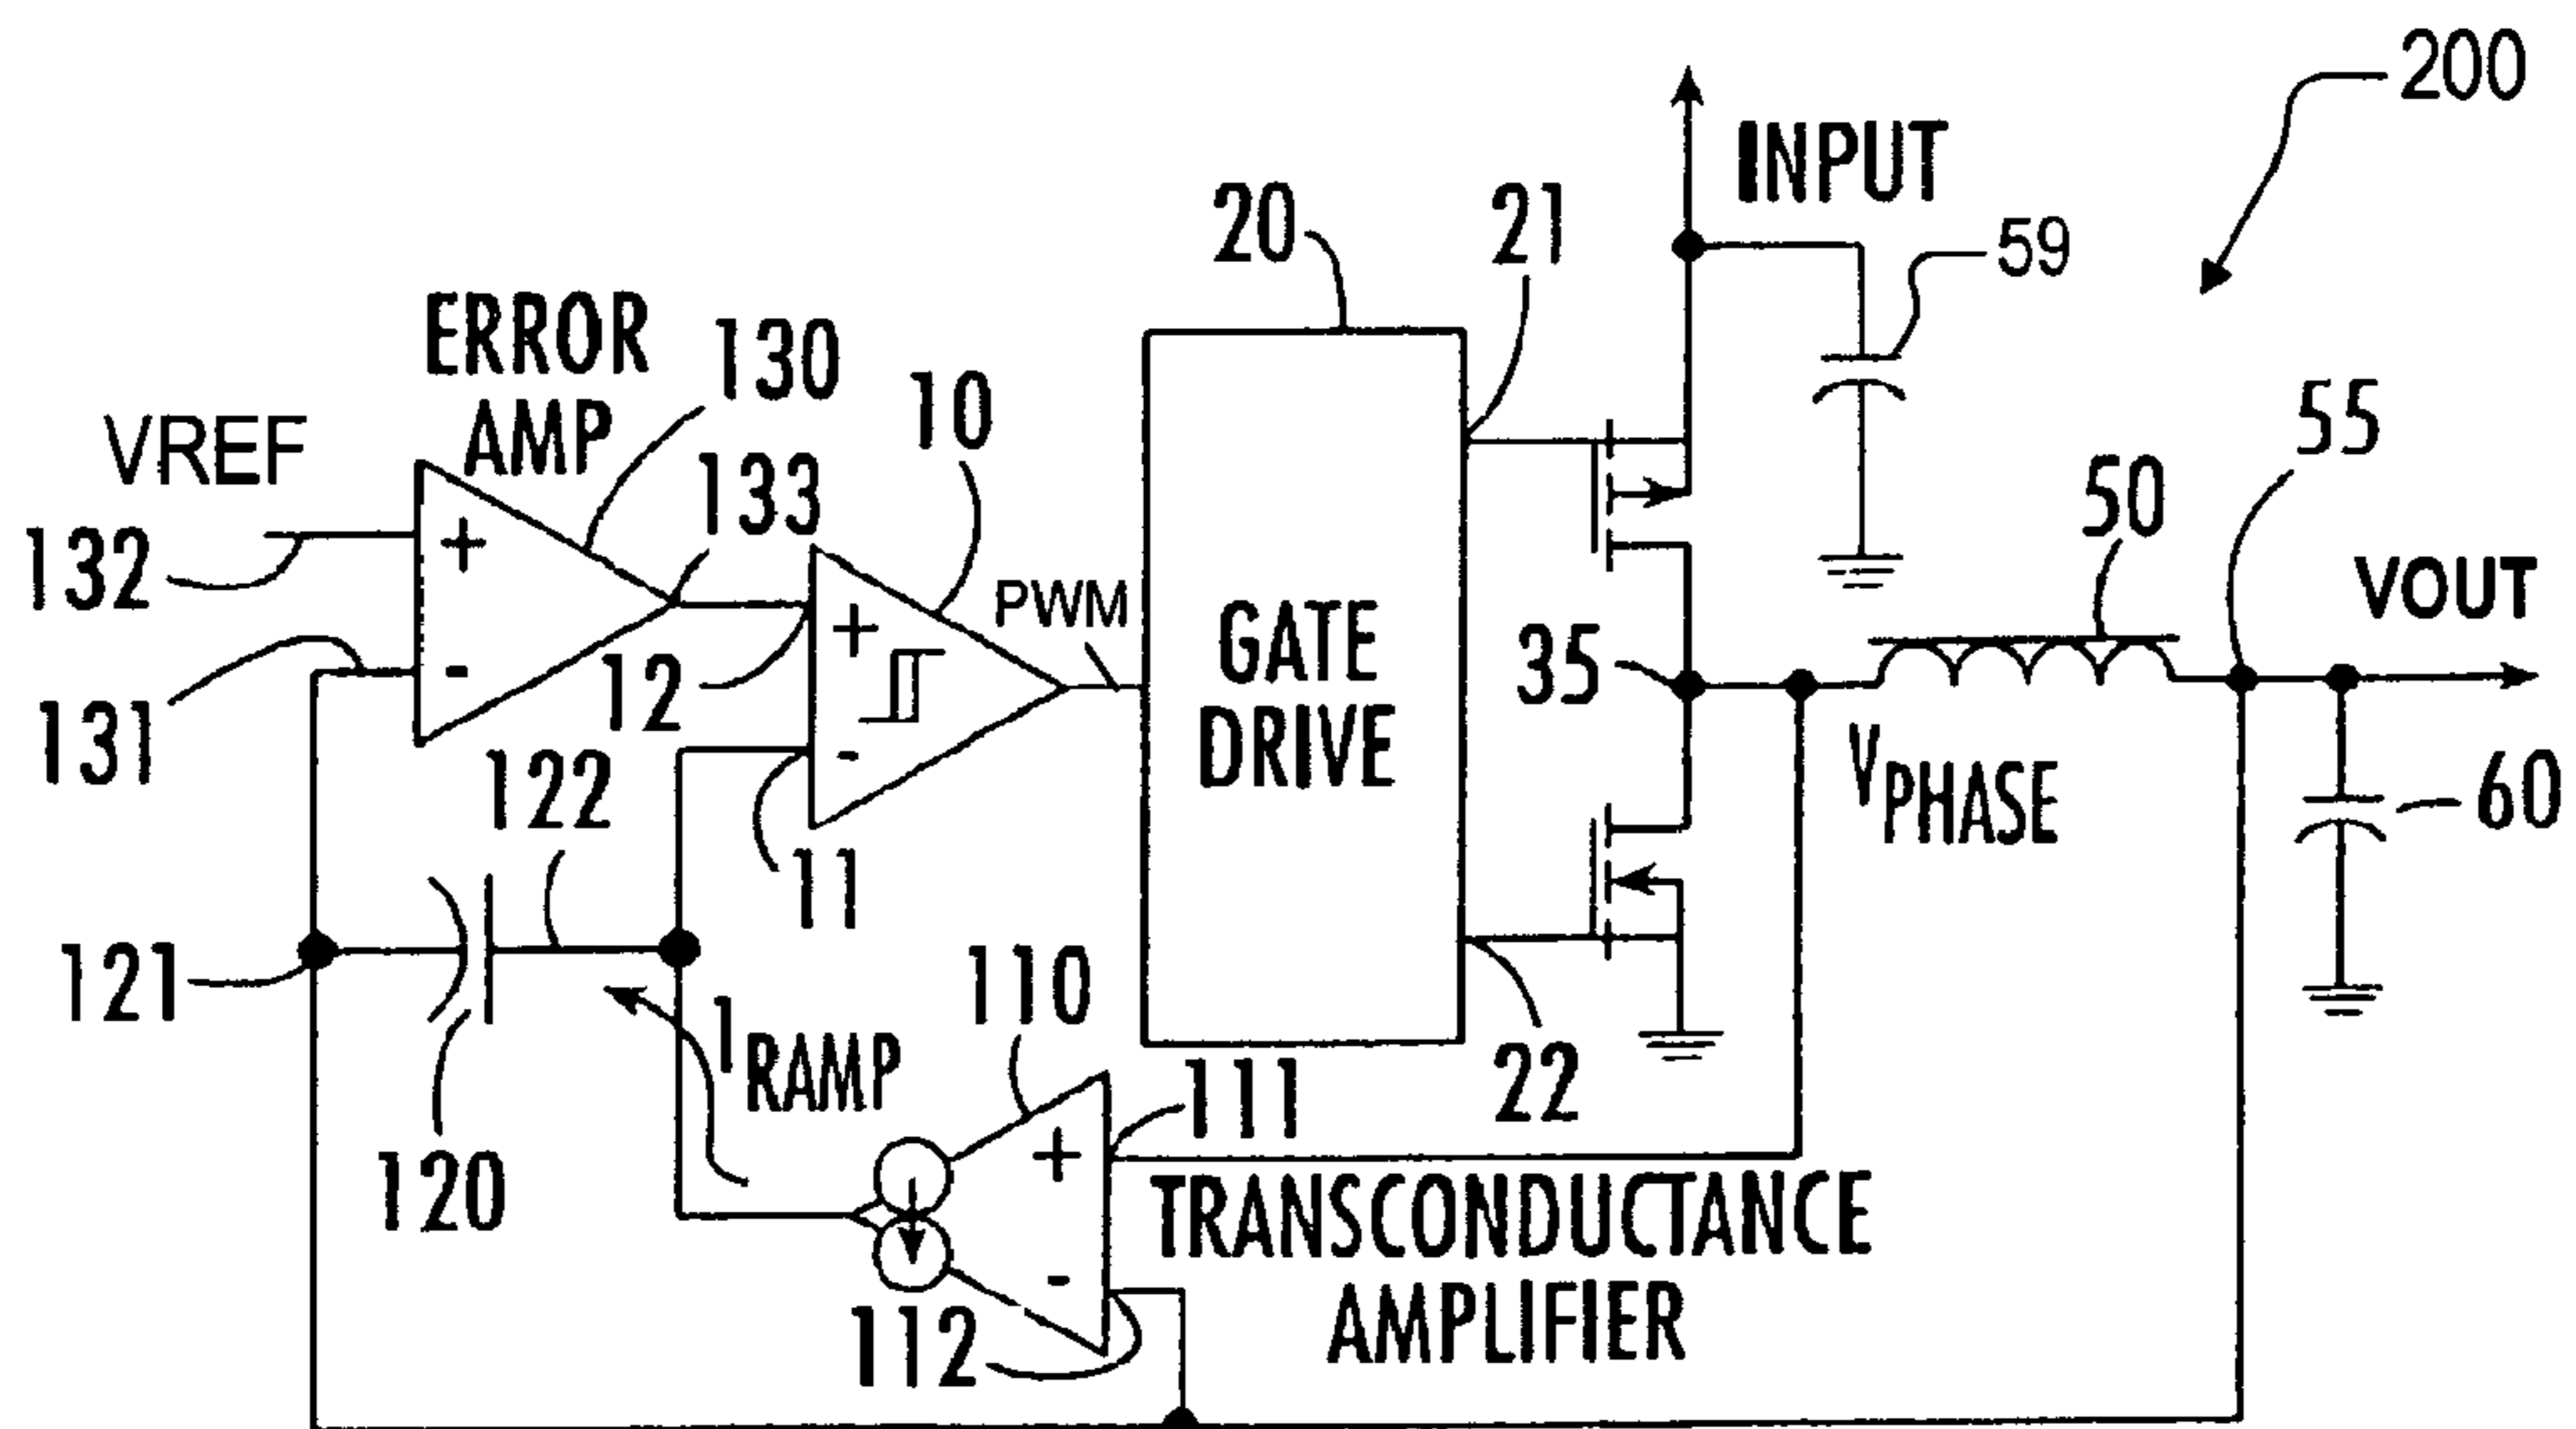 200
INPUT
59
20
21
ERROR
AMP
130
10
VREF
133
132
+
-
131
12
+
-
11
PWM
GATE
DRIVE
35
50
55
VOUT
VPHASE
60
122
121
120
IRAMP
110
111
22
+
-
112
TRANSCONDUCTANCE
AMPLIFIER